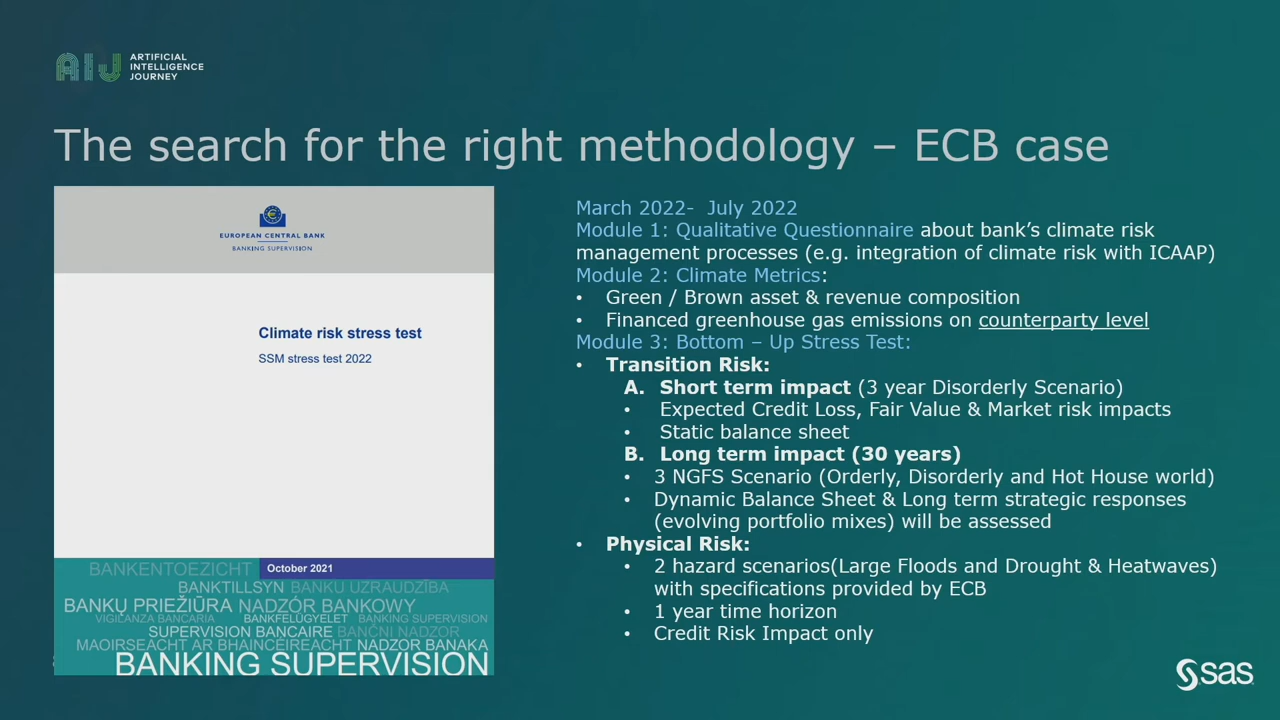 AIJ ARTIFICIAL
INTELLIGENCE
JOURNEY
The search for the right methodology – ECB case
EUROPEAN CENTRAL BANK
BANKING SUPERVISION
Climate risk stress test
SSM stress test 2022
October 2021
BANKENTOEZICHT
BANKTILLSYN BANKU UZRAUDZĪBA
BANKŲ PRIEŽIŪRA NADZÓR BANKOWY
VIGILANZA BANCARIA BANKFELÜGYELET BANKING SUPERVISION
SUPERVISION BANCAIRE BANČNI NADZOR
MAOIRSEACHT AR BHAINCÉIREACHT NADZOR BANAKA
BANKING SUPERVISION
March 2022- July 2022
Module 1: Qualitative Questionnaire about bank’s climate risk
management processes (e.g. integration of climate risk with ICAAP)
Module 2: Climate Metrics:
• Green / Brown asset & revenue composition
• Financed greenhouse gas emissions on counterparty level
Module 3: Bottom – Up Stress Test:
• Transition Risk:
A. Short term impact (3 year Disorderly Scenario)
• Expected Credit Loss, Fair Value & Market risk impacts
• Static balance sheet
B. Long term impact (30 years)
• 3 NGFS Scenario (Orderly, Disorderly and Hot House world)
• Dynamic Balance Sheet & Long term strategic responses
(evolving portfolio mixes) will be assessed
• Physical Risk:
• 2 hazard scenarios(Large Floods and Drought & Heatwaves)
with specifications provided by ECB
• 1 year time horizon
• Credit Risk Impact only
sas